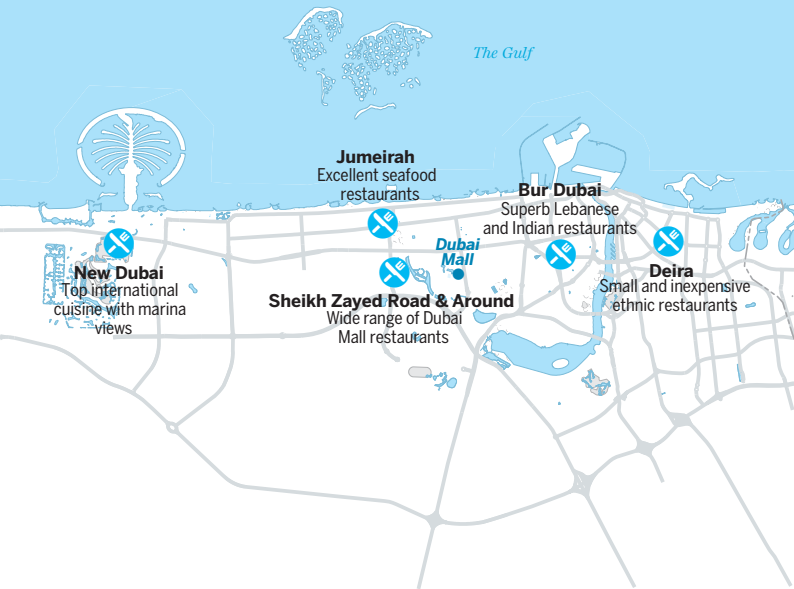 The Gulf
Jumeirah
Excellent seafood
restaurants
Bur Dubai
Superb Lebanese
and Indian restaurants
Dubai
Mall
New Dubai
Top international
cuisine with marina
views
Sheikh Zayed Road & Around
Wide range of Dubai
Mall restaurants
Deira
Small and inexpensive
ethnic restaurants